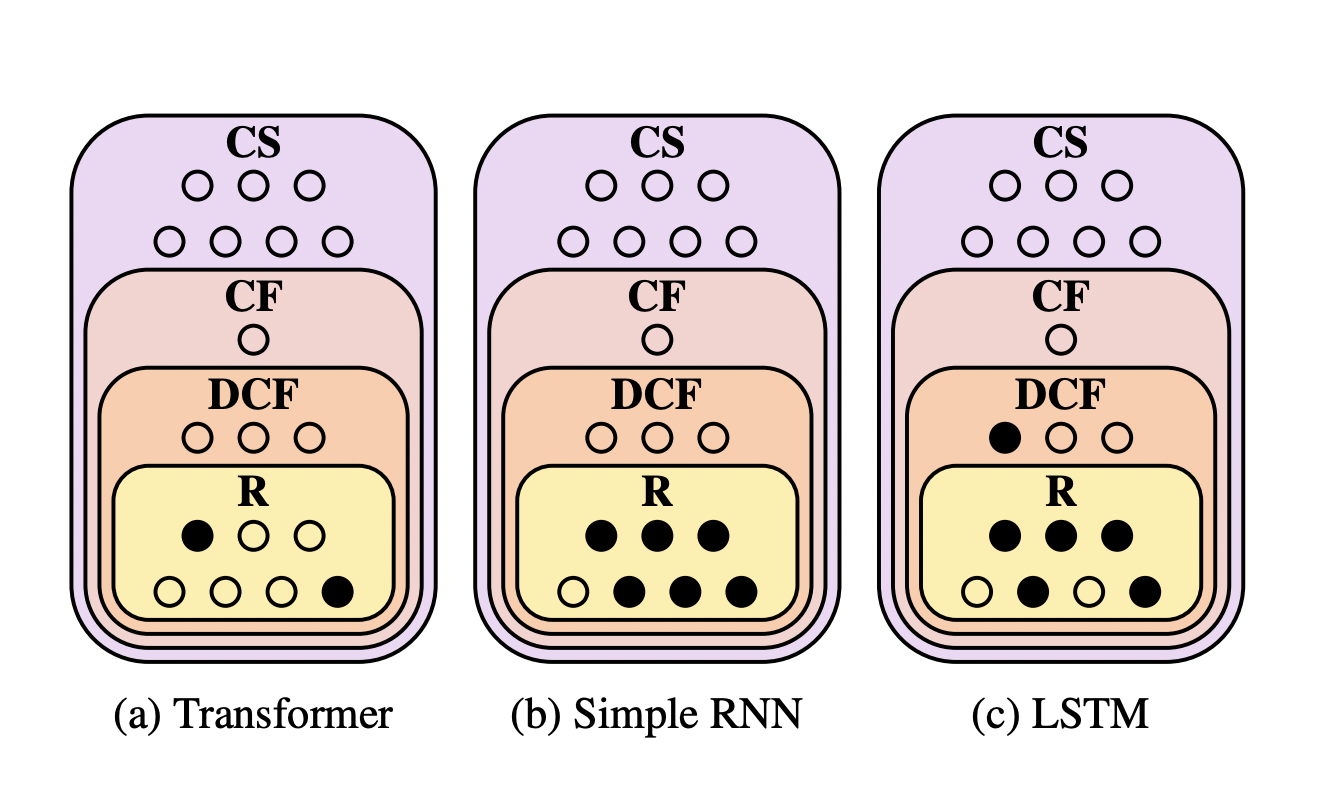 CS
CF
DCF
R
(a) Transformer
CS
CF
DCF
R
(b) Simple RNN
CS
CF
DCF
R
(c) LSTM